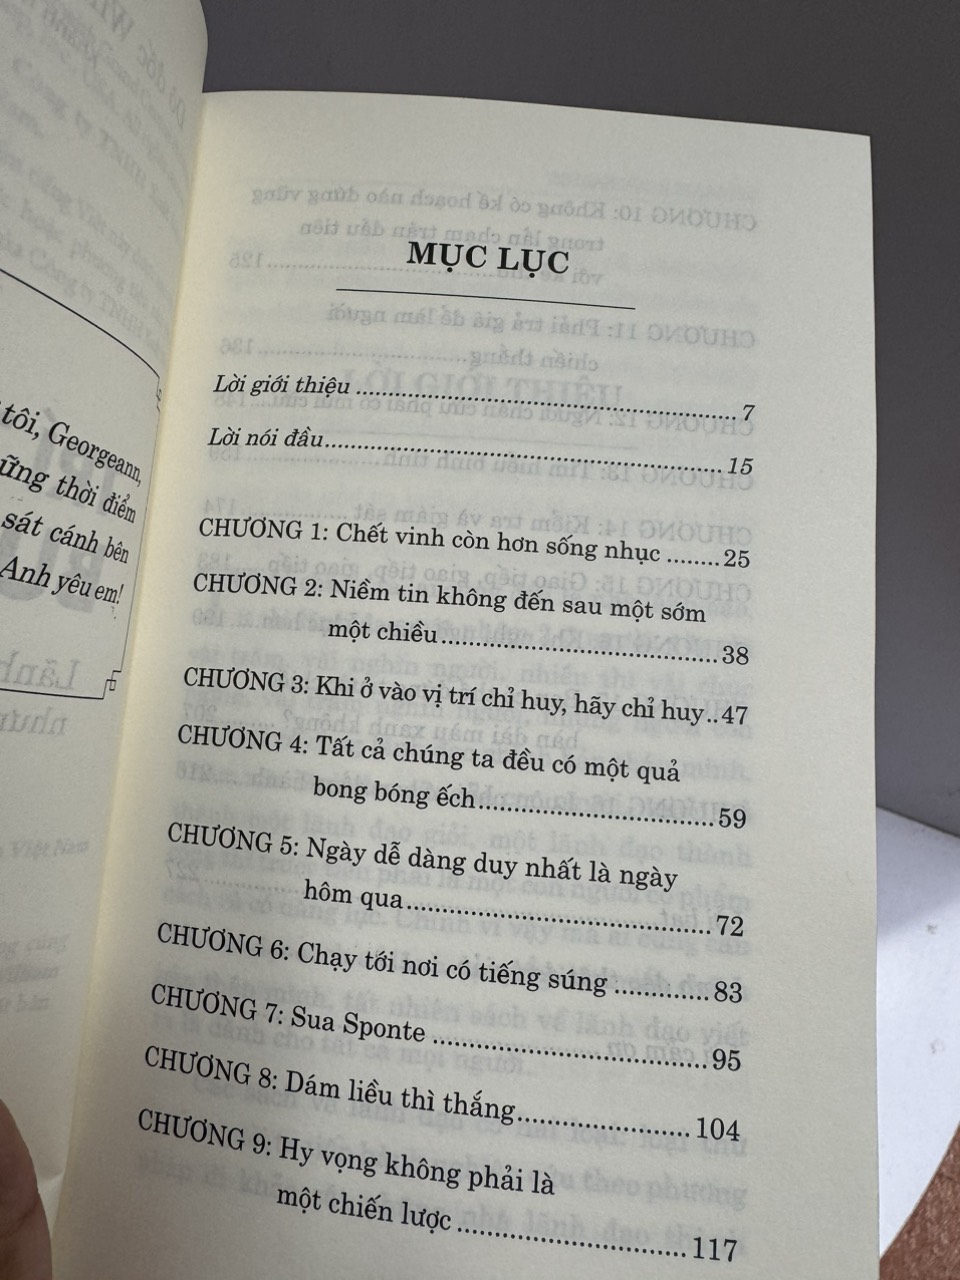 tôi, Georgeann,
ững thời điểm
sát cánh bên
Anh yêu em!
MỤC LỤC
Lời giới thiệu ........................................................ 7
Lời nói đầu............................................................ 15
CHƯƠNG 1: Chết vinh còn hơn sống nhục ........ 25
CHƯƠNG 2: Niềm tin không đến sau một sớm
một chiều ......................................... 38
CHƯƠNG 3: Khi ở vào vị trí chỉ huy, hãy chỉ huy.. 47
CHƯƠNG 4: Tất cả chúng ta đều có một quả
bong bóng ếch................................... 59
CHƯƠNG 5: Ngày dễ dàng duy nhất là ngày
hôm qua............................................. 72
CHƯƠNG 6: Chạy tới nơi có tiếng súng ............. 83
CHƯƠNG 7: Sua Sponte ........................................ 95
CHƯƠNG 8: Dám liều thì thắng......................... 104
CHƯƠNG 9: Hy vọng không phải là
một chiến lược ................................. 117